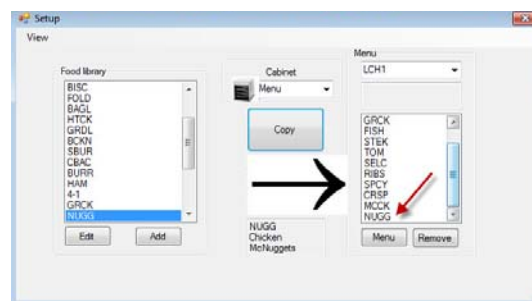 Setup
View
Food library
BISC
FOLD
BAGL
HTCK
GRDL
BCKN
SBUR
CBAC
BURR
HAM
4-1
GRCK
NUGG
Edit
Add
Cabinet
Menu
Copy
NUGG
Chicken
McNuggets
Menu
LCH1
GRCK
FISH
STEK
TOM
SELC
RIBS
SPCY
CRSP
MCCK
NUGG
Menu
Remove